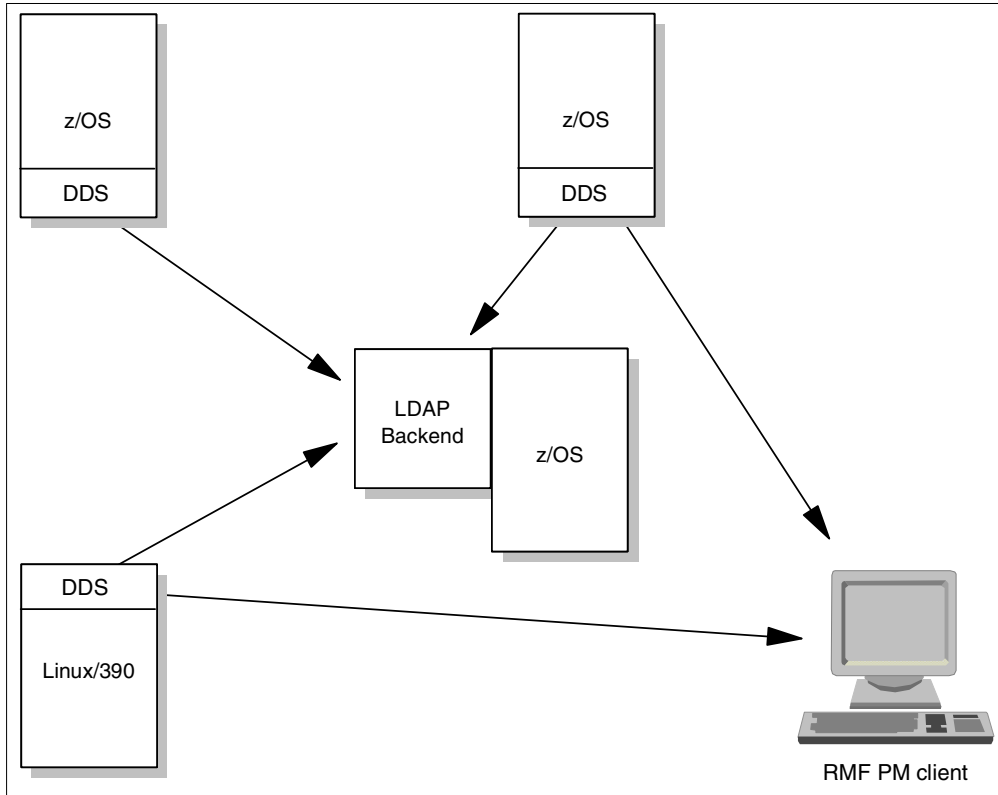 z/OS
DDS
z/OS
DDS
LDAP
Backend
z/OS
DDS
Linux/390
RMF PM client